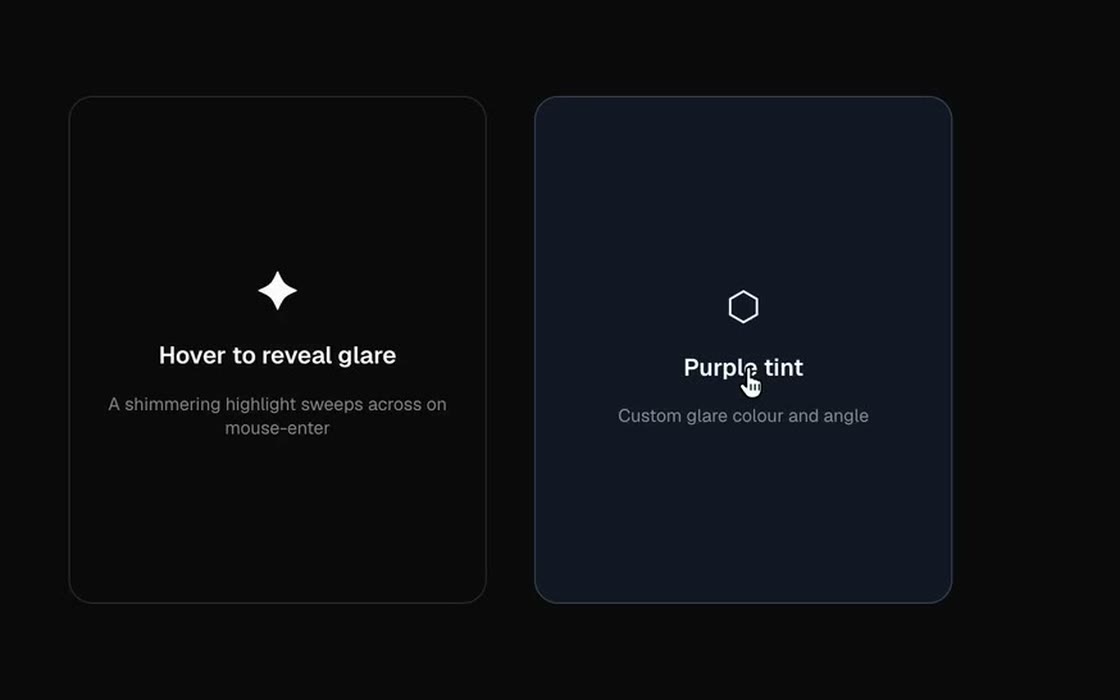 Hover to reveal glare
A shimmering highlight sweeps across on
mouse-enter
Purple tint
Custom glare colour and angle